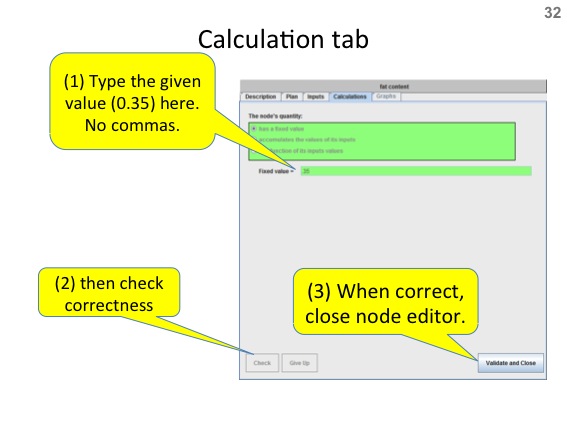 32
Calculation tab
(1) Type the given
value (0.35) here.
No commas.
fat content
Description Plan Inputs Calculations Graphs
The node's quantity:
has a fixed value
accumulates the values of its inputs
function of its inputs values
Fixed value =
(2) then check
correctness
(3) When correct,
close node editor.
Check Give Up Validate and Close